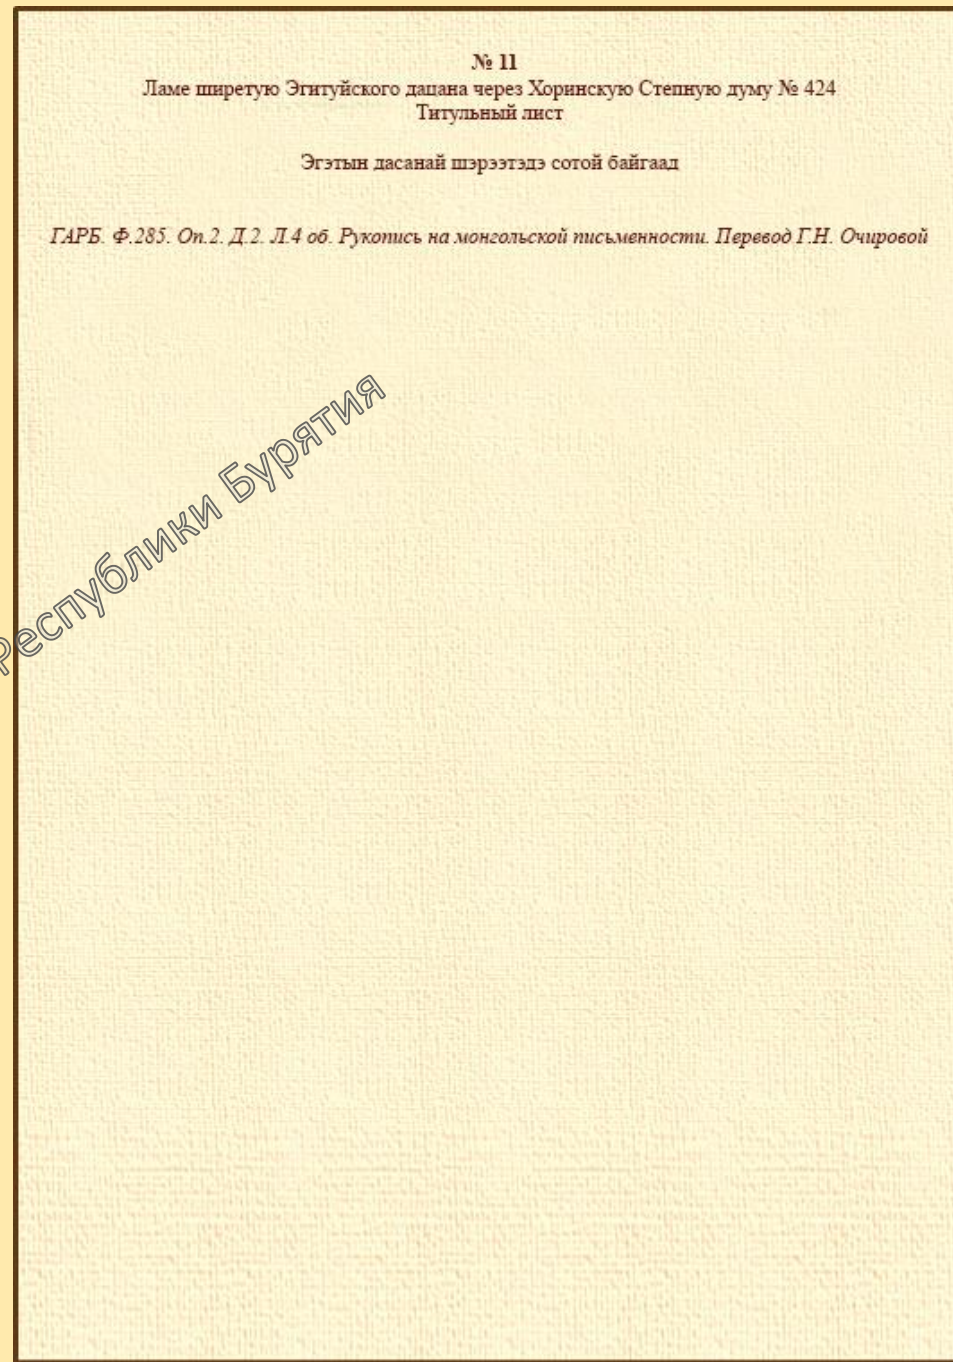 № 11
Ламе ширетую Эгитуйского дацана через Хоринскую Степную думу № 424
Титульный лист
Эгэтын дасанай шэрээтэдэ сотой байгаад
ГАРБ. Ф.285. Оп.2. Д.2. Л.4 об. Рукопись на монгольской письменности. Перевод Г.Н. Очировой
Республики Бурятия